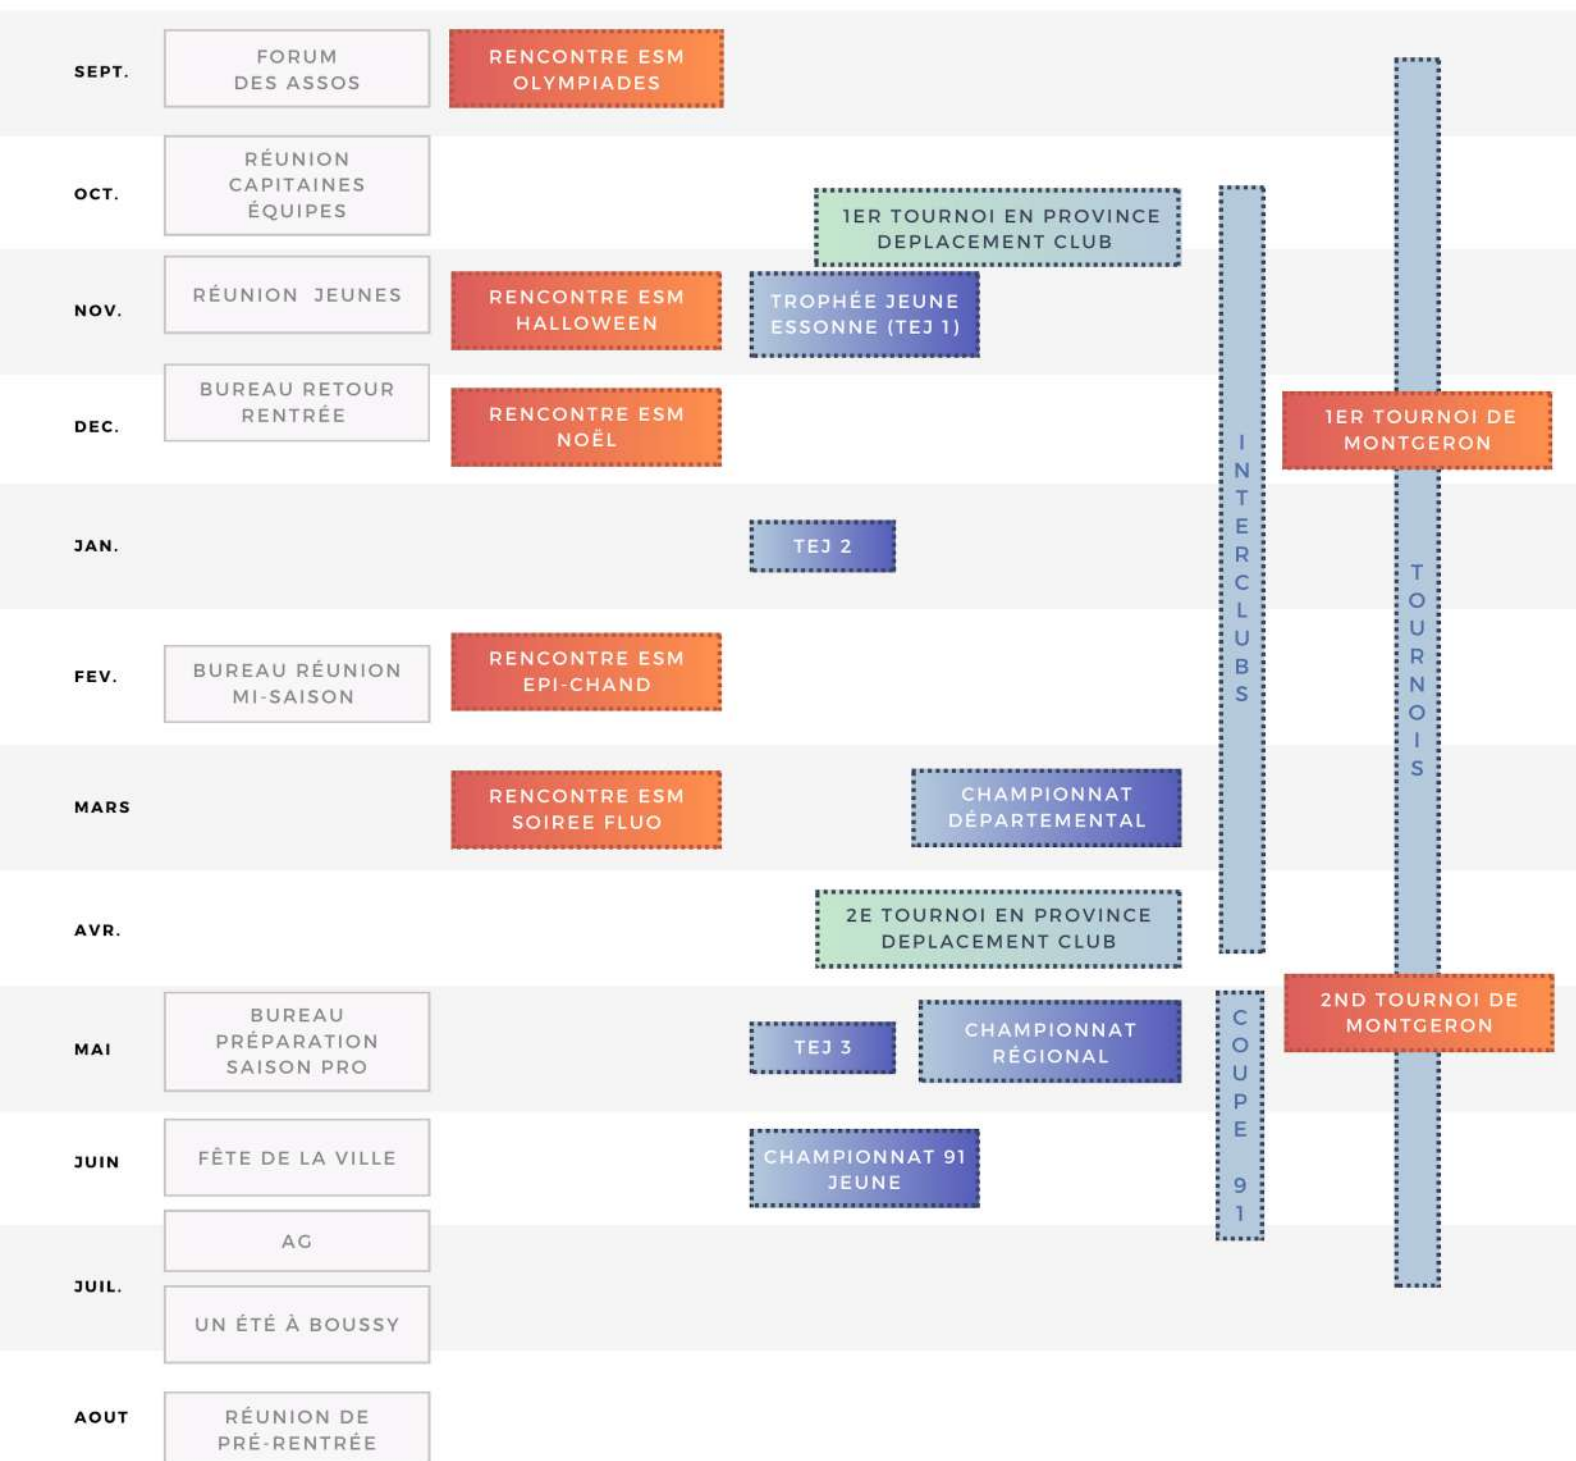 SEPT.
FORUM
DES ASSOS
RENCONTRE ESM
OLYMPIADES
OCT.
RÉUNION
CAPITAINES
ÉQUIPES
1ER TOURNOI EN PROVINCE
DEPLACEMENT CLUB
NOV.
RÉUNION JEUNES
RENCONTRE ESM
HALLOWEEN
TROPHÉE JEUNE
ESSONNE (TEJ 1)
DEC.
BUREAU RETOUR
RENTRÉE
RENCONTRE ESM
NOËL
1ER TOURNOI DE
MONTGERON
INTERCLUBS
TOURNOIS
JAN.
TEJ 2
FEV.
BUREAU RÉUNION
MI-SAISON
RENCONTRE ESM
EPI-CHAND
MARS
RENCONTRE ESM
SOIREE FLUO
CHAMPIONNAT
DÉPARTEMENTAL
AVR.
2E TOURNOI EN PROVINCE
DEPLACEMENT CLUB
2ND TOURNOI DE
MONTGERON
MAI
BUREAU
PRÉPARATION
SAISON PRO
TEJ 3
CHAMPIONNAT
RÉGIONAL
COUPE 91
JUIN
FÊTE DE LA VILLE
CHAMPIONNAT 91
JEUNE
AG
JUIL.
UN ÉTÉ À BOUSSY
AOUT
RÉUNION DE
PRÉ-RENTRÉE